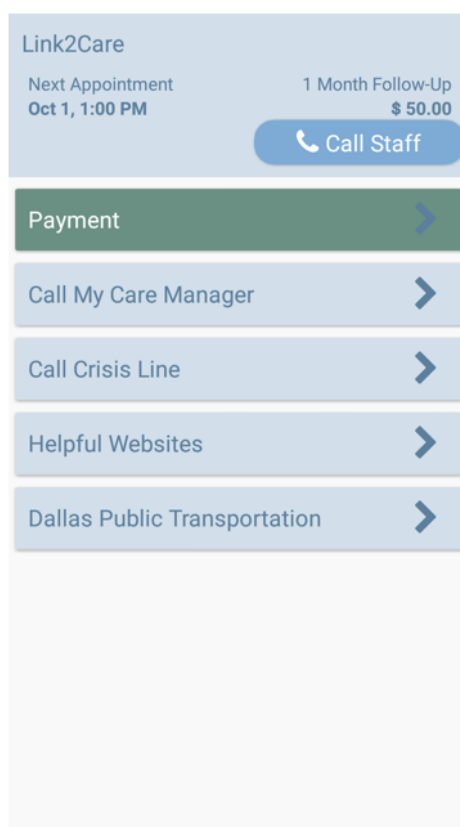 Link2Care
Next Appointment 1 Month Follow-Up
Oct 1, 1:00 PM $ 50.00
Call Staff
Payment
Call My Care Manager
Call Crisis Line
Helpful Websites
Dallas Public Transportation